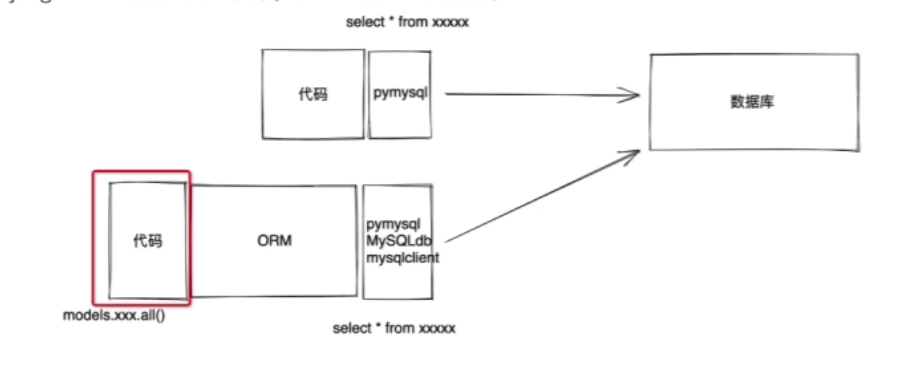 select * from xxxxx
代码
pymysql
数据库
代码
ORM
pymysql
MySQLdb
mysqlclient
models.xxx.all()
select * from xxxxx